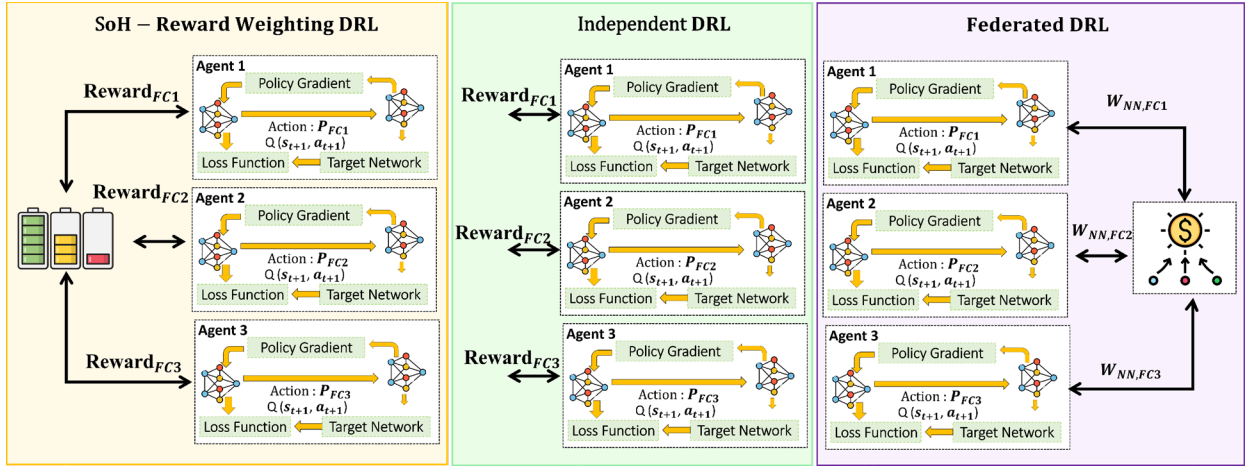 SoH – Reward Weighting DRL
Reward_FC1
Agent 1
Policy Gradient
Action : P_FC1
Q (s_t+1, a_t+1)
Loss Function
Target Network
Reward_FC2
Agent 2
Policy Gradient
Action : P_FC2
Q (s_t+1, a_t+1)
Loss Function
Target Network
Reward_FC3
Agent 3
Policy Gradient
Action : P_FC3
Q (s_t+1, a_t+1)
Loss Function
Target Network
Independent DRL
Reward_FC1
Agent 1
Policy Gradient
Action : P_FC1
Q (s_t+1, a_t+1)
Loss Function
Target Network
Reward_FC2
Agent 2
Policy Gradient
Action : P_FC2
Q (s_t+1, a_t+1)
Loss Function
Target Network
Reward_FC3
Agent 3
Policy Gradient
Action : P_FC3
Q (s_t+1, a_t+1)
Loss Function
Target Network
Federated DRL
Agent 1
Policy Gradient
Action : P_FC1
Q (s_t+1, a_t+1)
Loss Function
Target Network
W_NN,FC1
Agent 2
Policy Gradient
Action : P_FC2
Q (s_t+1, a_t+1)
Loss Function
Target Network
W_NN,FC2
$
Agent 3
Policy Gradient
Action : P_FC3
Q (s_t+1, a_t+1)
Loss Function
Target Network
W_NN,FC3